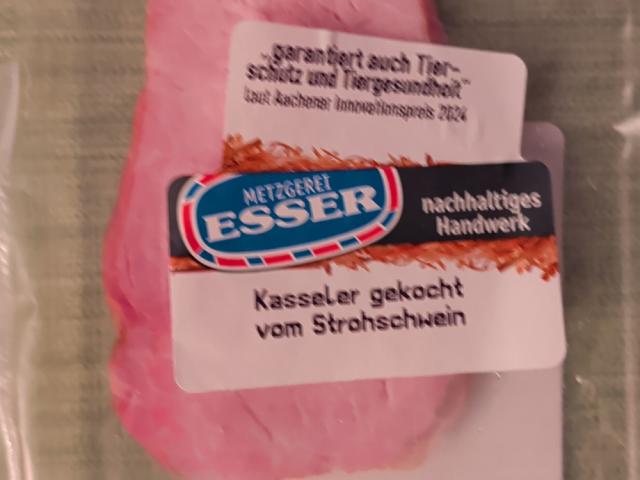 „garantiert auch Tier-
schutz und Tiergesundheit"
laut Aachener Innovationspreis 2024
METZGEREI
ESSER
nachhaltiges
Handwerk
Kasseler gekocht
vom Strohschwein